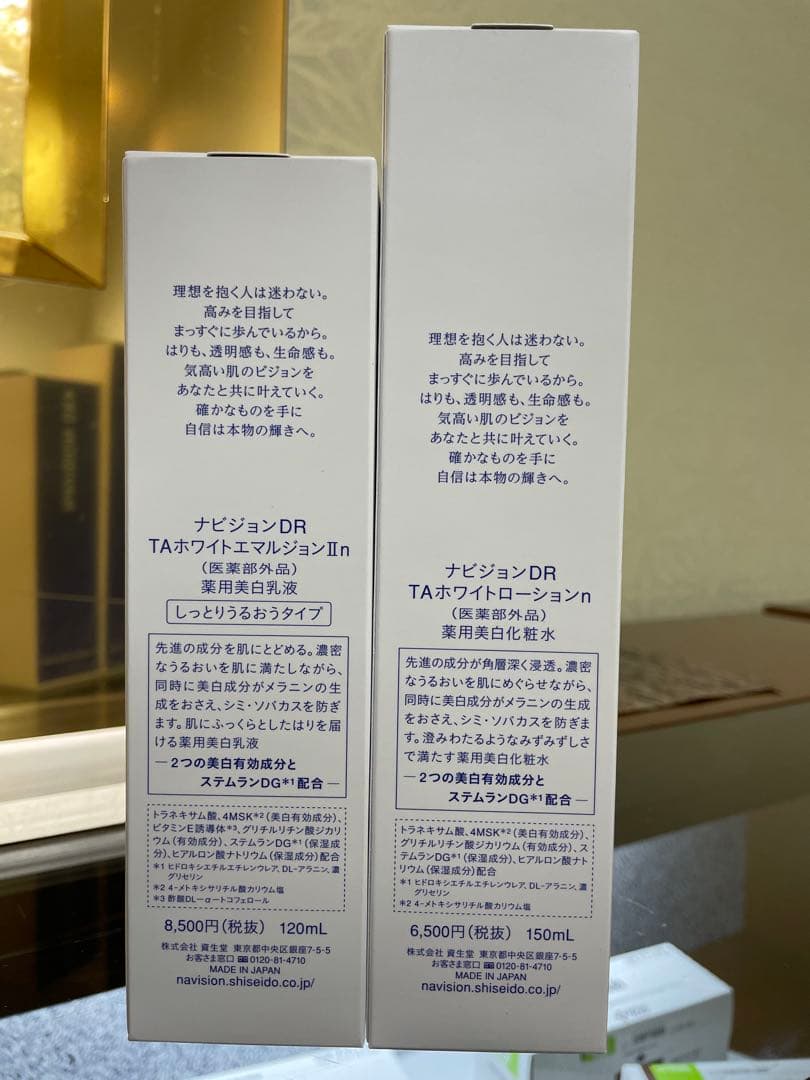 理想を抱く人は迷わない。
高みを目指して
まっすぐに歩んでいるから。
はりも、透明感も、生命感も。
気高い肌のビジョンを
あなたと共に叶えていく。
確かなものを手に
自信は本物の輝きへ。
ナビジョンDR
TAホワイトエマルジョンⅡn
(医薬部外品)
薬用美白乳液
しっとりうるおうタイプ
先進の成分を肌にとどめる。濃密
なうるおいを肌に満たしながら、
同時に美白成分がメラニンの生
成をおさえ、シミ・ソバカスを防ぎ
ます。肌にふっくらとしたはりを届
ける薬用美白乳液
―2つの美白有効成分と
ステムランDG*1配合―
トラネキサム酸、4MSK*2(美白有効成分)、
ビタミンE誘導体*3、グリチルリチン酸ジカリ
ウム(有効成分)、ステムランDG*1(保湿成
分)、ヒアルロン酸ナトリウム(保湿成分)配合
*1 ヒドロキシエチルエチレンウレア、DL-アラニン、濃
グリセリン
*2 4-メトキシサリチル酸カリウム塩
*3 酢酸DL-α-トコフェロール
8,500円(税抜) 120mL
株式会社 資生堂 東京都中央区銀座7-5-5
お客さま窓口 0120-81-4710
MADE IN JAPAN
navision.shiseido.co.jp/
理想を抱く人は迷わない。
高みを目指して
まっすぐに歩んでいるから。
はりも、透明感も、生命感も。
気高い肌のビジョンを
あなたと共に叶えていく。
確かなものを手に
自信は本物の輝きへ。
ナビジョンDR
TAホワイトローションn
(医薬部外品)
薬用美白化粧水
先進の成分が角層深く浸透。濃密
なうるおいを肌にめぐらせながら、
同時に美白成分がメラニンの生成
をおさえ、シミ・ソバカスを防ぎま
す。澄みわたるようなみずみずしさ
で満たす薬用美白化粧水
―2つの美白有効成分と
ステムランDG*1配合―
トラネキサム酸、4MSK*2(美白有効成分)、
グリチルリチン酸ジカリウム(有効成分)、ス
テムランDG*1(保湿成分)、ヒアルロン酸ナト
リウム(保湿成分)配合
*1 ヒドロキシエチルエチレンウレア、DL-アラニン、濃
グリセリン
*2 4-メトキシサリチル酸カリウム塩
6,500円(税抜) 150mL
株式会社 資生堂 東京都中央区銀座7-5-5
お客さま窓口 0120-81-4710
MADE IN JAPAN
navision.shiseido.co.jp/